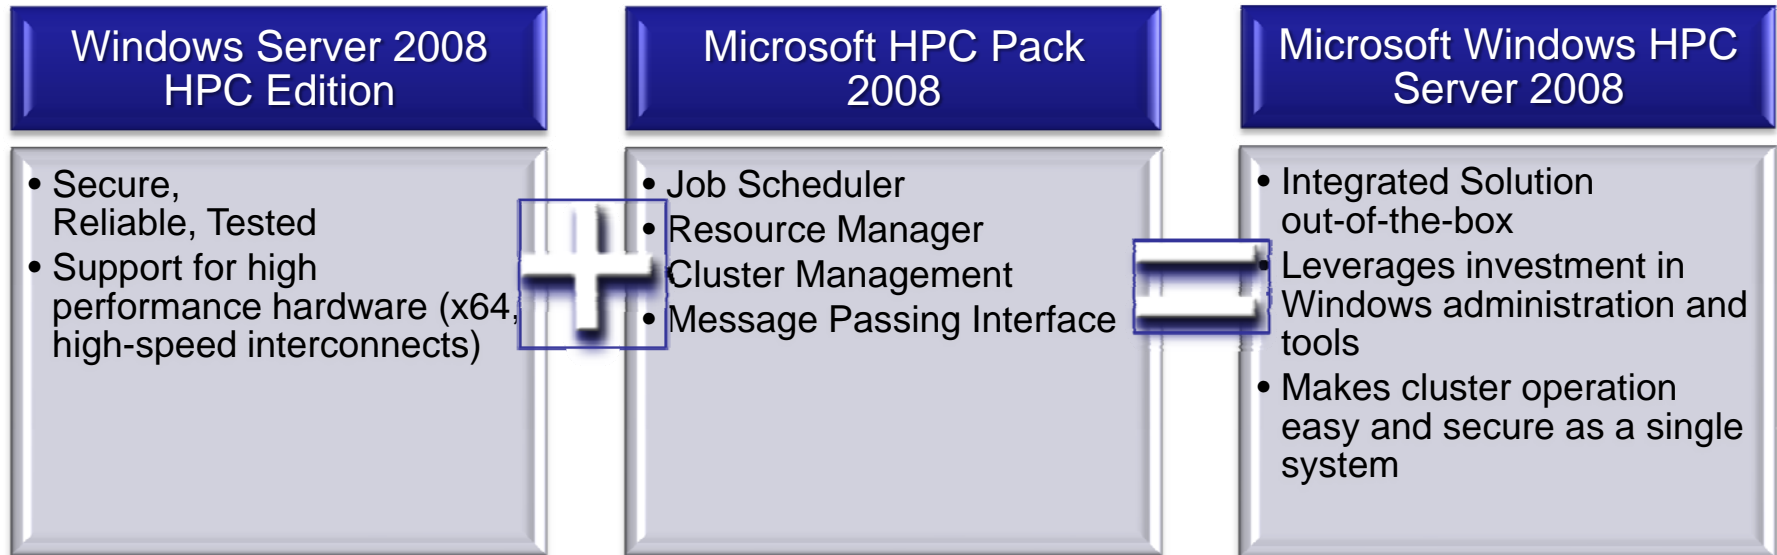 Windows Server 2008
HPC Edition
• Secure,
Reliable, Tested
• Support for high
performance hardware (x64,
high-speed interconnects)
+
Microsoft HPC Pack
2008
• Job Scheduler
• Resource Manager
Cluster Management
• Message Passing Interface
=
Microsoft Windows HPC
Server 2008
• Integrated Solution
out-of-the-box
• Leverages investment in
Windows administration and
tools
• Makes cluster operation
easy and secure as a single
system